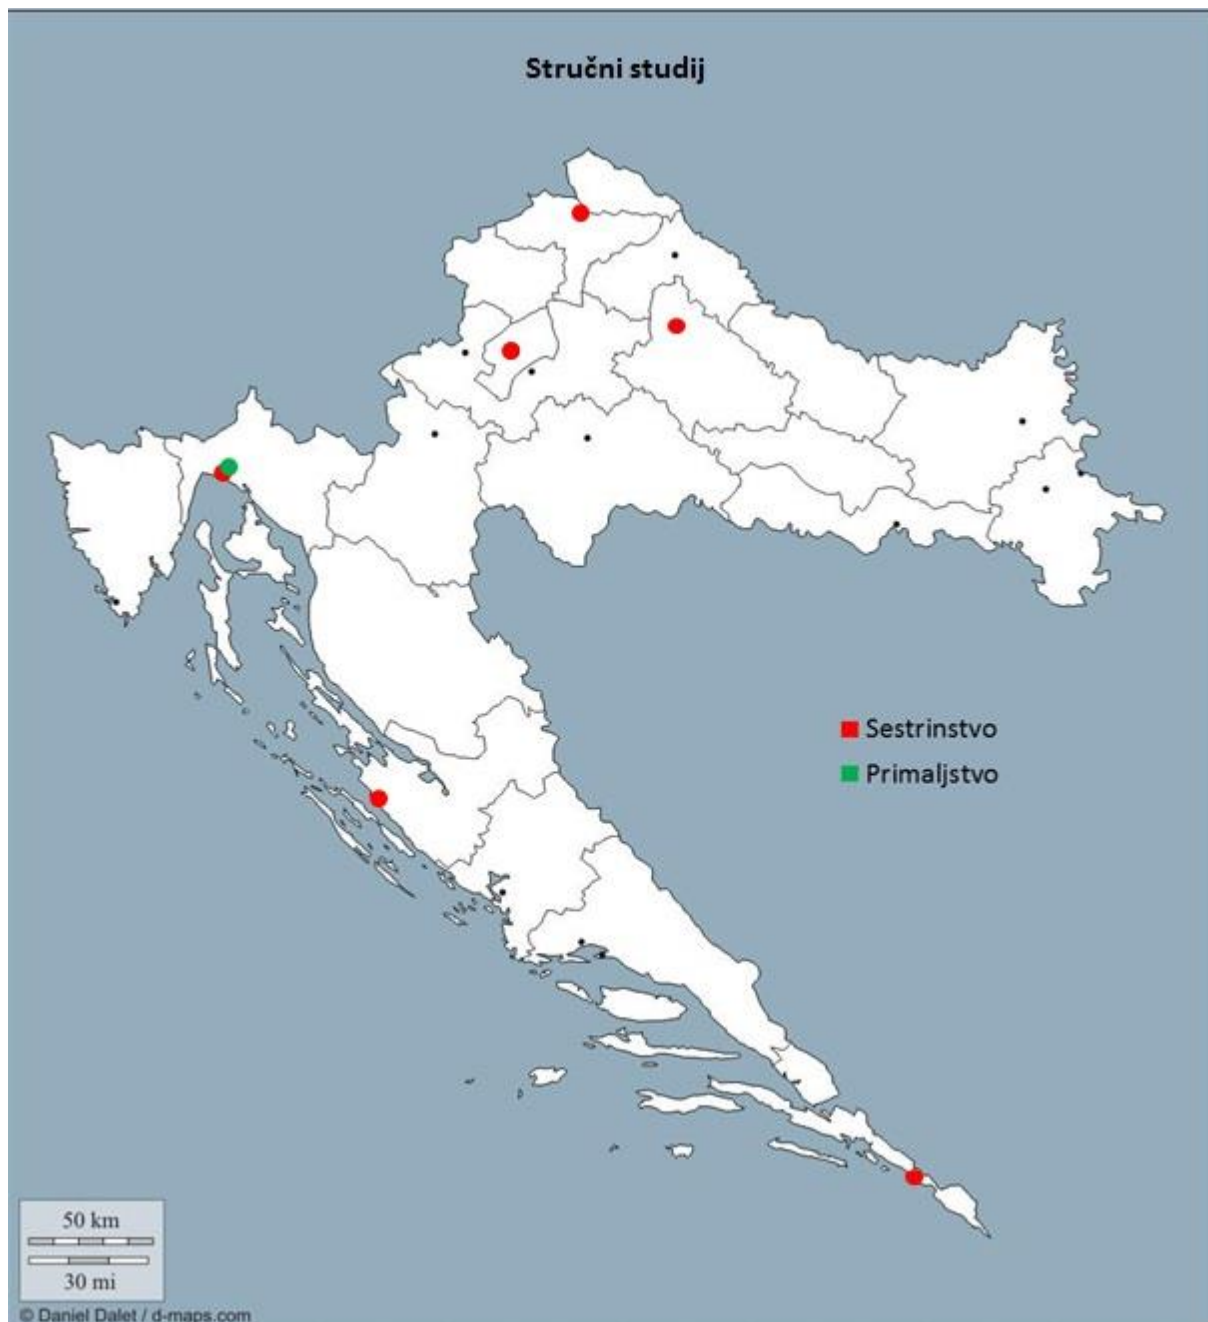 Stručni studij
Sestrinstvo
Primaljstvo
50 km
30 mi
© Daniel Dalet / d-maps.com